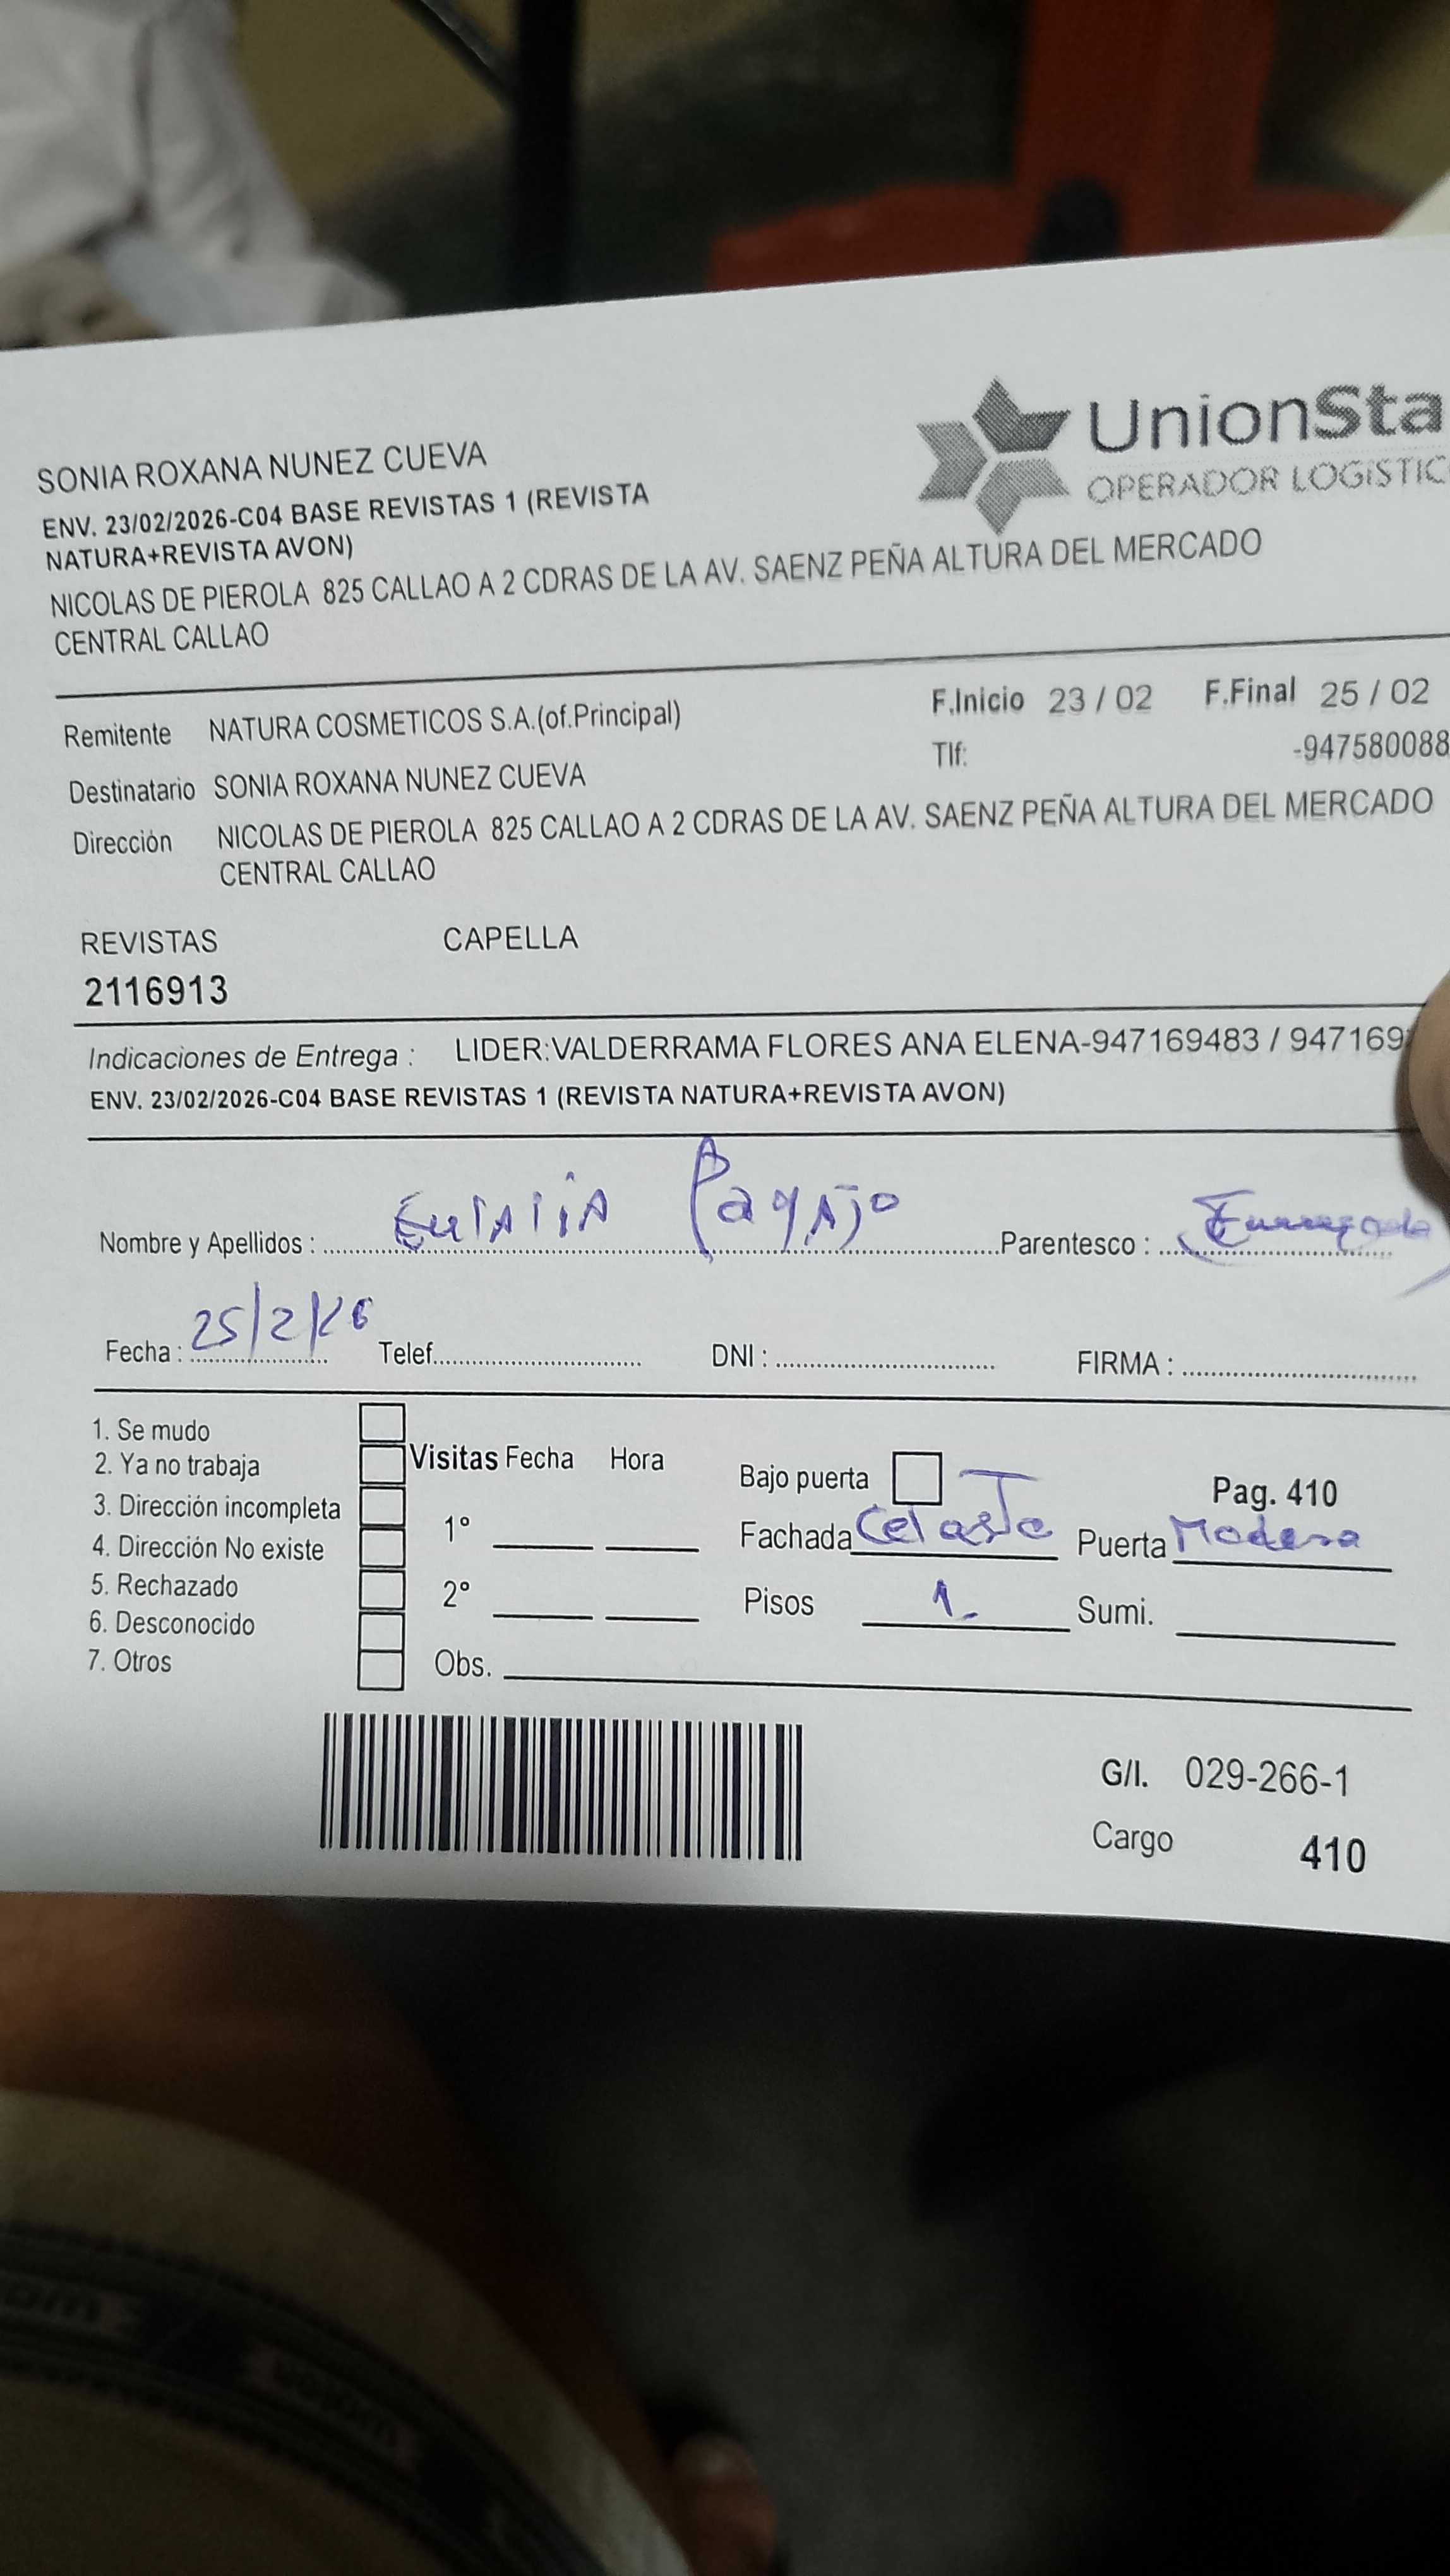 SONIA ROXANA NUNEZ CUEVA
ENV. 23/02/2026-C04 BASE REVISTAS 1 (REVISTA
NATURA+REVISTA AVON)
NICOLAS DE PIEROLA 825 CALLAO A 2 CDRAS DE LA AV. SAENZ PEÑA ALTURA DEL MERCADO
CENTRAL CALLAO
UnionSta
OPERADOR LOGISTIC
Remitente NATURA COSMETICOS S.A.(of.Principal)
F.Inicio 23 / 02 F.Final 25 / 02
Destinatario SONIA ROXANA NUNEZ CUEVA
Tlf: -947580088
Dirección NICOLAS DE PIEROLA 825 CALLAO A 2 CDRAS DE LA AV. SAENZ PEÑA ALTURA DEL MERCADO
CENTRAL CALLAO
REVISTAS CAPELLA
2116913
Indicaciones de Entrega : LIDER:VALDERRAMA FLORES ANA ELENA-947169483 / 947169
ENV. 23/02/2026-C04 BASE REVISTAS 1 (REVISTA NATURA+REVISTA AVON)
Nombre y Apellidos : Parentesco :
Fecha : 25/2/26 Telef. DNI : FIRMA :
1. Se mudo
2. Ya no trabaja
3. Dirección incompleta
4. Dirección No existe
5. Rechazado
6. Desconocido
7. Otros
Visitas Fecha Hora
1°
2°
Obs.
Bajo puerta Pag. 410
Fachada Celaste Puerta Madera
Pisos 1 Sumi.
G/I. 029-266-1
Cargo 410